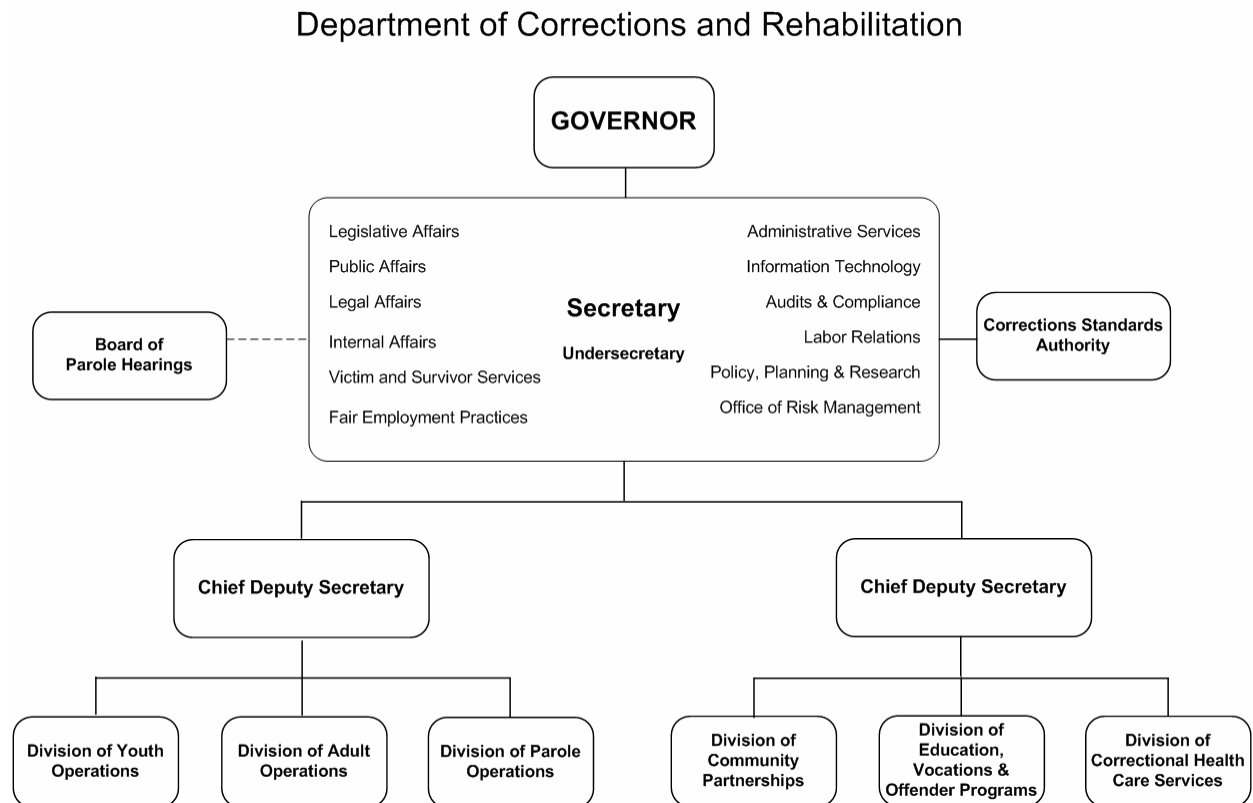 Department of Corrections and Rehabilitation
GOVERNOR
Legislative Affairs
Public Affairs
Legal Affairs
Internal Affairs
Victim and Survivor Services
Fair Employment Practices
Secretary
Undersecretary
Administrative Services
Information Technology
Audits & Compliance
Labor Relations
Policy, Planning & Research
Office of Risk Management
Board of
Parole Hearings
Corrections Standards
Authority
Chief Deputy Secretary
Chief Deputy Secretary
Division of Youth
Operations
Division of Adult
Operations
Division of Parole
Operations
Division of
Community
Partnerships
Division of
Education,
Vocations &
Offender Programs
Division of
Correctional Health
Care Services